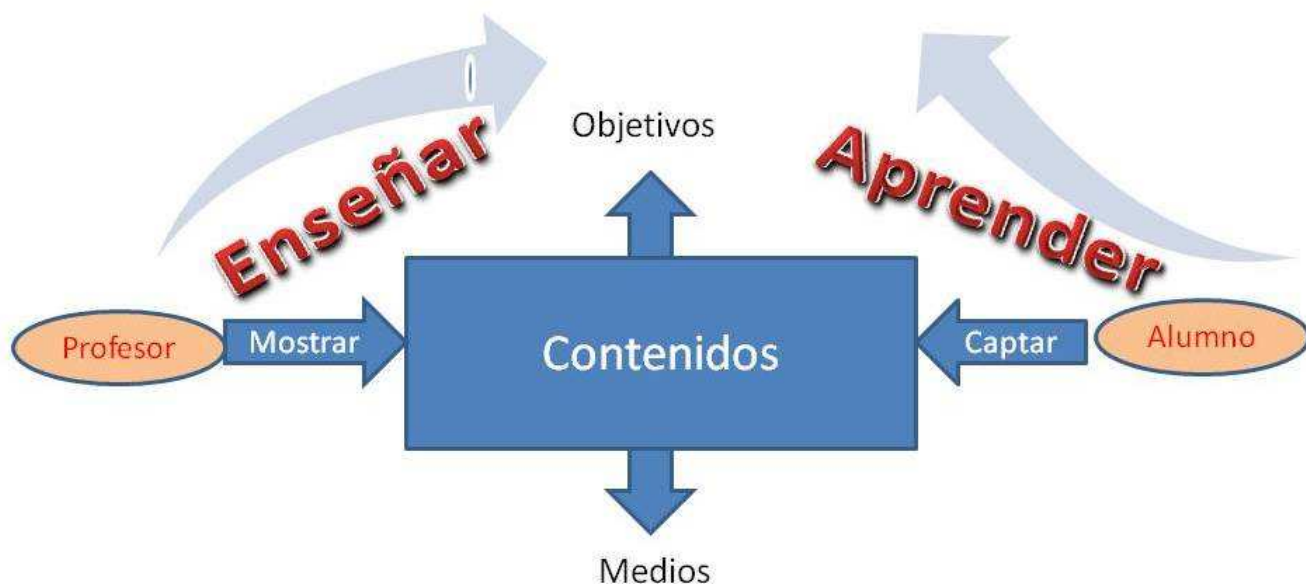 Objetivos
Enseñar
Aprender
Profesor
Mostrar
Contenidos
Captar
Alumno
Medios